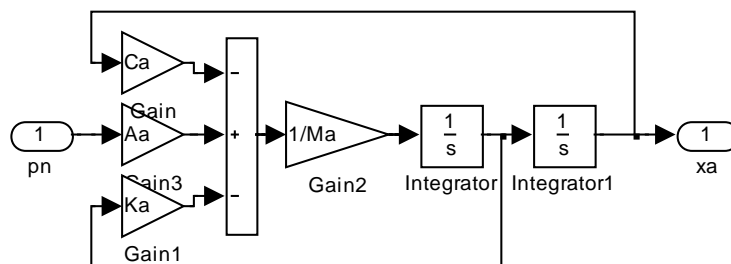 Ca
−
Gain
1
pn
Aa
+
1/Ma
1
s
1
s
1
xa
Gain3
Gain2
Integrator
Integrator1
Ka
−
Gain1